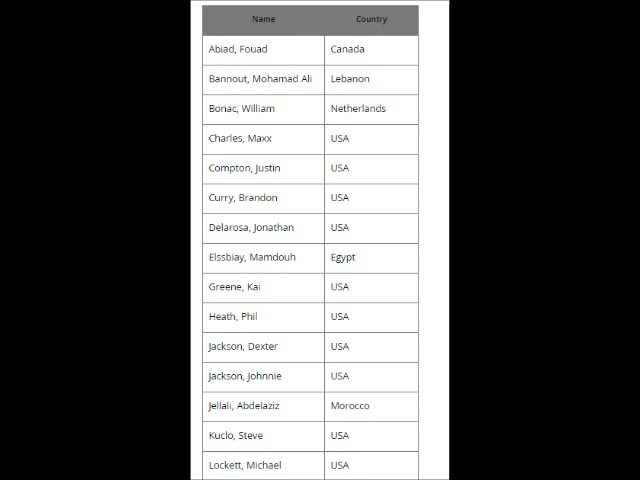 Name Country
Abiad, Fouad Canada
Bannout, Mohamad Ali Lebanon
Bonac, William Netherlands
Charles, Maxx USA
Compton, Justin USA
Curry, Brandon USA
Delarosa, Jonathan USA
Elssbiay, Mamdouh Egypt
Greene, Kai USA
Heath, Phil USA
Jackson, Dexter USA
Jackson, Johnnie USA
Jellali, Abdelaziz Morocco
Kuclo, Steve USA
Lockett, Michael USA